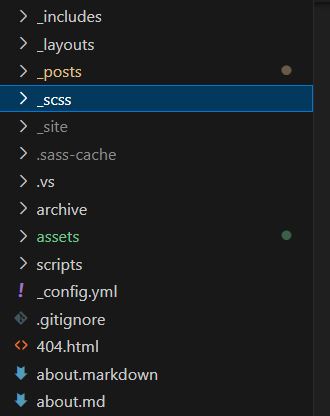 _includes
_layouts
_posts
_scss
_site
.sass-cache
.vs
archive
assets
scripts
_config.yml
.gitignore
404.html
about.markdown
about.md